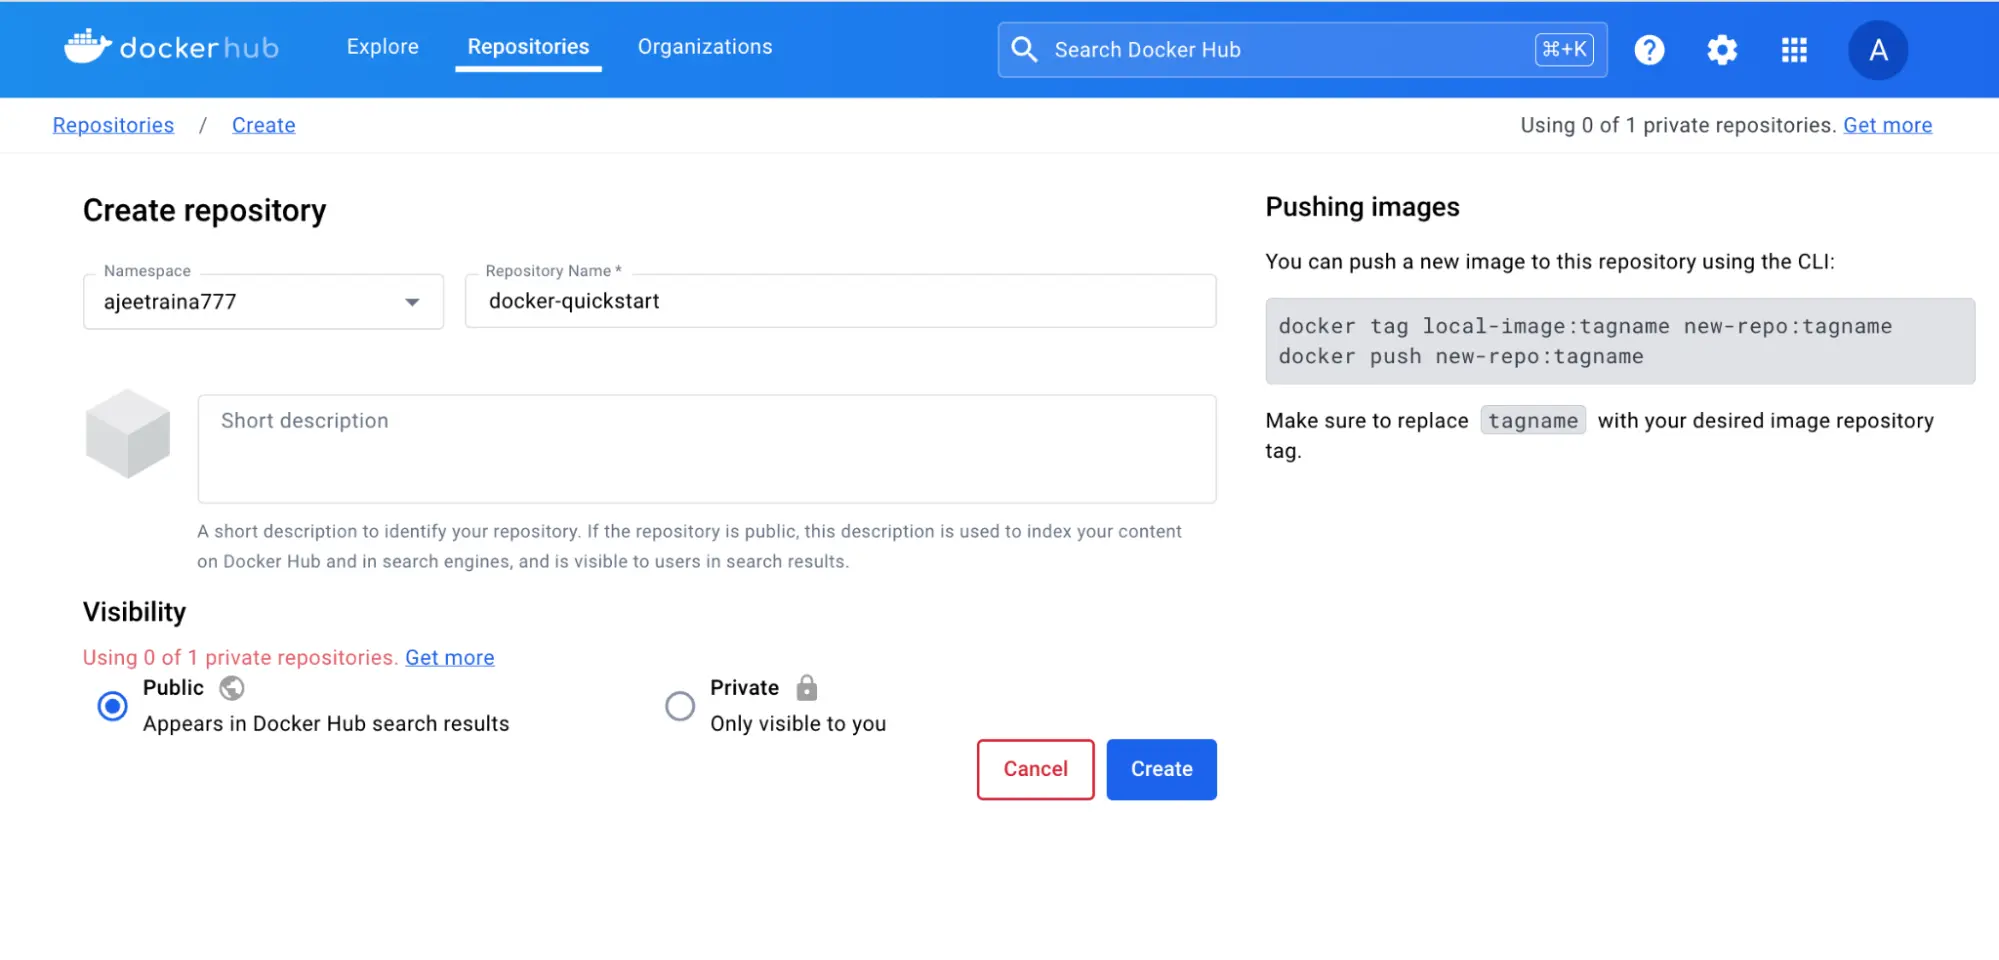 docker hub
Explore
Repositories
Organizations
Search Docker Hub
⌘+K
?
A
Repositories / Create
Using 0 of 1 private repositories. Get more
Create repository
Namespace
ajeetraina777
Repository Name *
docker-quickstart
Short description
A short description to identify your repository. If the repository is public, this description is used to index your content
on Docker Hub and in search engines, and is visible to users in search results.
Visibility
Using 0 of 1 private repositories. Get more
Public
Appears in Docker Hub search results
Private
Only visible to you
Cancel
Create
Pushing images
You can push a new image to this repository using the CLI:
docker tag local-image:tagname new-repo:tagname
docker push new-repo:tagname
Make sure to replace tagname with your desired image repository
tag.